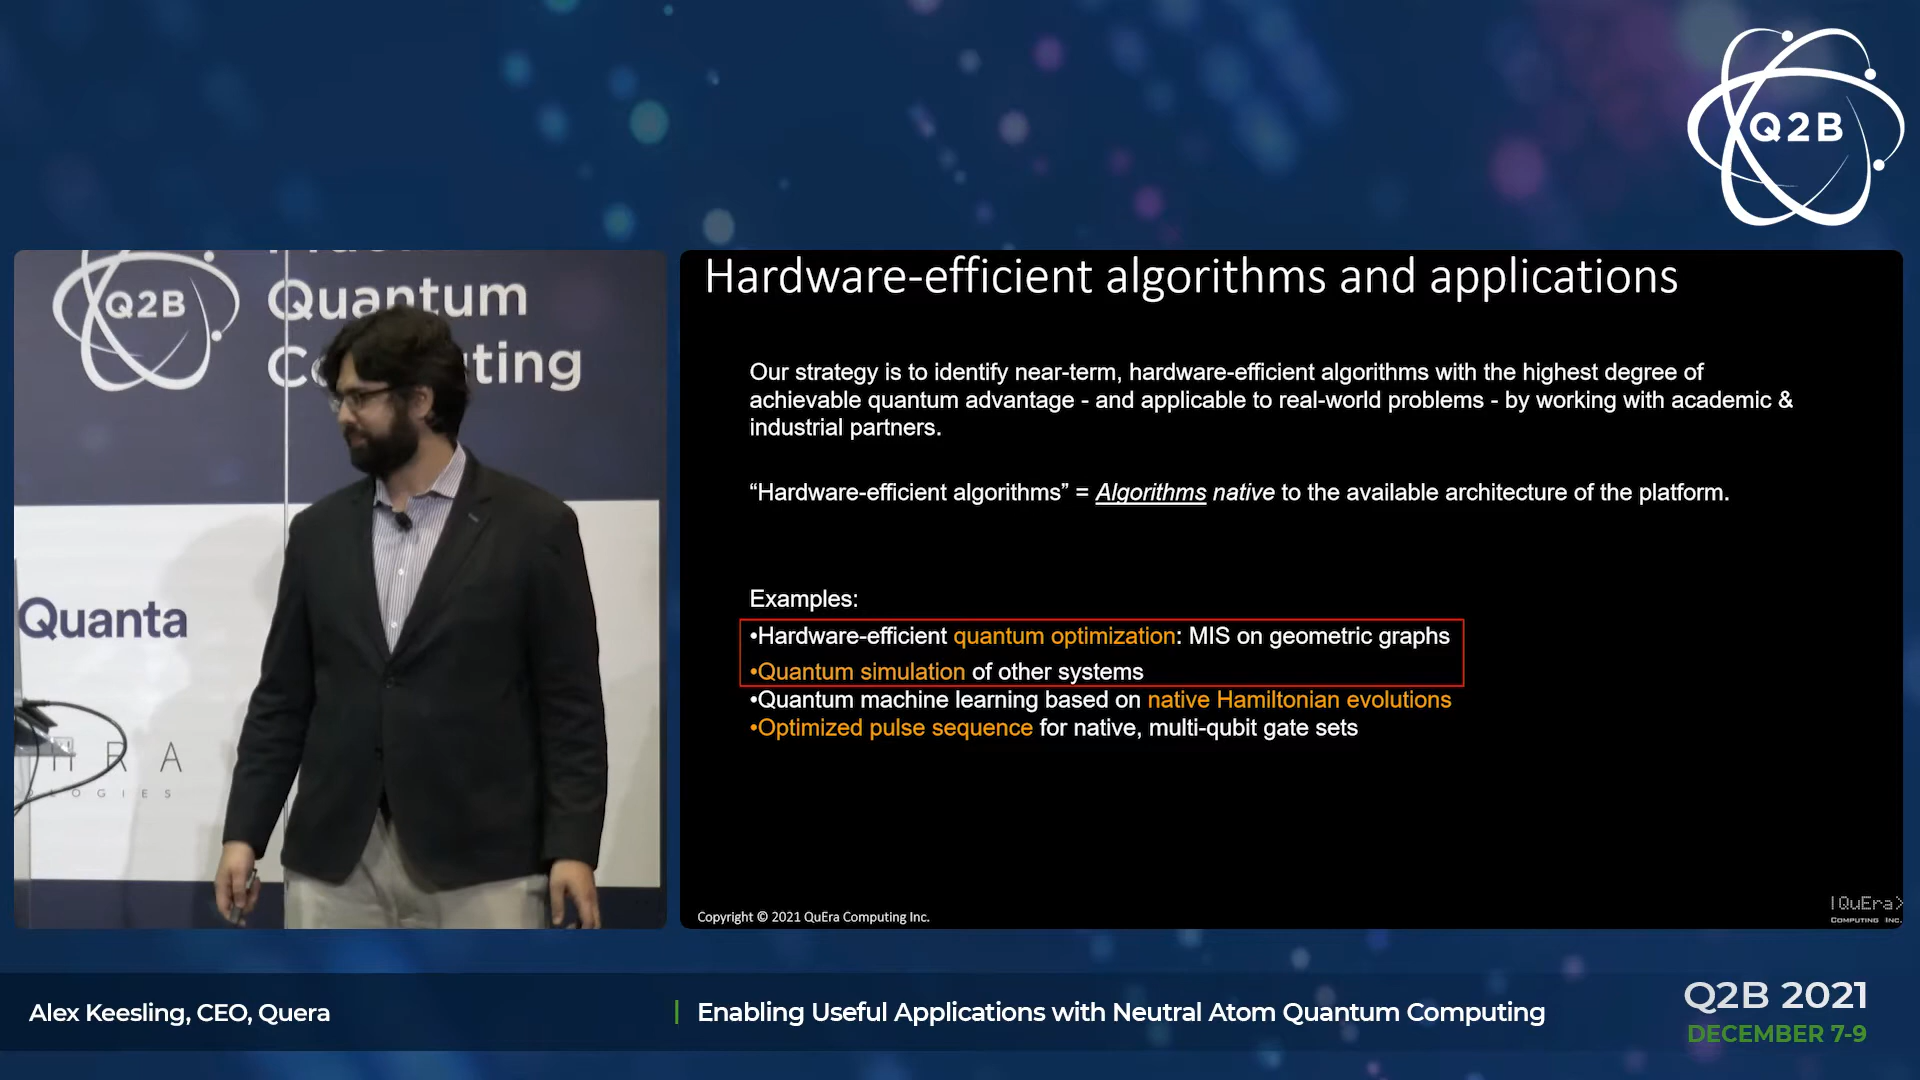 Q2B
Q2B
Quantum
ting
Quanta
R A
O G I E S
Hardware-efficient algorithms and applications
Our strategy is to identify near-term, hardware-efficient algorithms with the highest degree of
achievable quantum advantage - and applicable to real-world problems - by working with academic &
industrial partners.
“Hardware-efficient algorithms” = Algorithms native to the available architecture of the platform.
Examples:
•Hardware-efficient quantum optimization: MIS on geometric graphs
•Quantum simulation of other systems
•Quantum machine learning based on native Hamiltonian evolutions
•Optimized pulse sequence for native, multi-qubit gate sets
Copyright © 2021 QuEra Computing Inc.
|QuEra>
COMPUTING INC.
Alex Keesling, CEO, Quera
Enabling Useful Applications with Neutral Atom Quantum Computing
Q2B 2021
DECEMBER 7-9